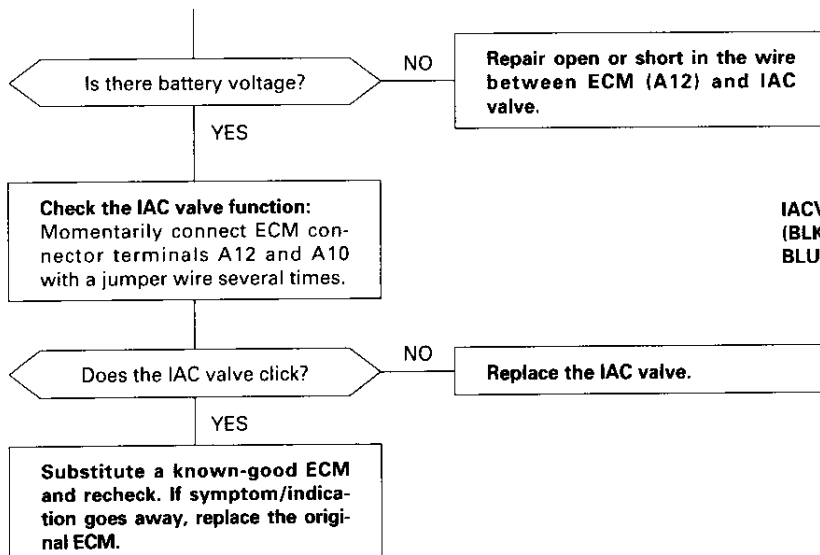 Is there battery voltage?
NO
Repair open or short in the wire
between ECM (A12) and IAC
valve.
YES
Check the IAC valve function:
Momentarily connect ECM con-
nector terminals A12 and A10
with a jumper wire several times.
IACV
(BLK
BLU
Does the IAC valve click?
NO
Replace the IAC valve.
YES
Substitute a known-good ECM
and recheck. If symptom/indica-
tion goes away, replace the origi-
nal ECM.